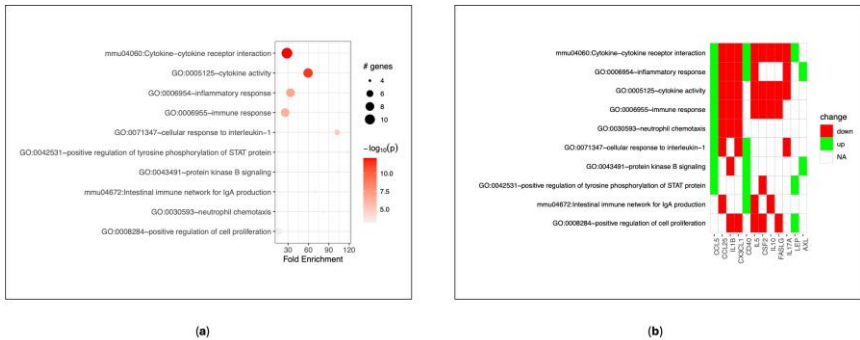 mmu04060:Cytokine−cytokine receptor interaction
GO:0005125−cytokine activity
GO:0006954−inflammatory response
GO:0006955−immune response
GO:0071347−cellular response to interleukin−1
GO:0042531−positive regulation of tyrosine phosphorylation of STAT protein
GO:0043491−protein kinase B signaling
mmu04672:Intestinal immune network for IgA production
GO:0030593−neutrophil chemotaxis
GO:0008284−positive regulation of cell proliferation
30 60 90 120
Fold Enrichment
# genes
4
6
8
10
−log10(p)
10.0
7.5
5.0
(a)
mmu04060:Cytokine−cytokine receptor interaction
GO:0006954−inflammatory response
GO:0005125−cytokine activity
GO:0006955−immune response
GO:0030593−neutrophil chemotaxis
GO:0071347−cellular response to interleukin−1
GO:0043491−protein kinase B signaling
GO:0042531−positive regulation of tyrosine phosphorylation of STAT protein
mmu04672:Intestinal immune network for IgA production
GO:0008284−positive regulation of cell proliferation
CCL5
CCL25
IL1B
CX3CL1
CD40
IL5
CSF2
IL10
FASLG
IL17A
LEP
AXL
change
down
up
NA
(b)